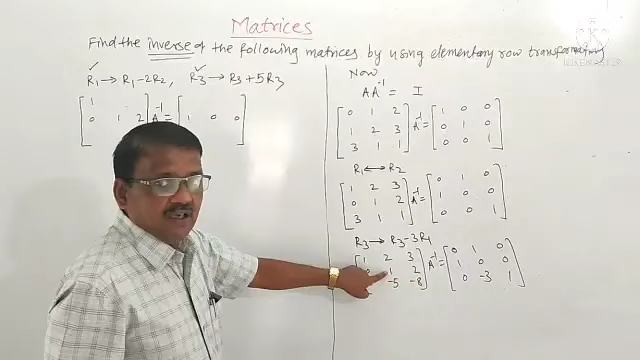 Matrices
Find the inverse of the following matrices by using elementary row
R1 → R1-2R2, R3 → R3+5R3
1
0 1 2 A⁻¹ = 1 0 0
Now
AA⁻¹ = I
0 1 2 1 0 0
1 2 3 A⁻¹= 0 1 0
3 1 1 0 0 1
R1 ↔ R2
1 2 3 0 1 0
0 1 2 A⁻¹= 1 0 0
3 1 1 0 0 1
R3 → R3-3R1
1 2 3 0 1 0
1 2 A⁻¹= 1 0 0
-5 -8 0 -3 1
K
KINEMASTER